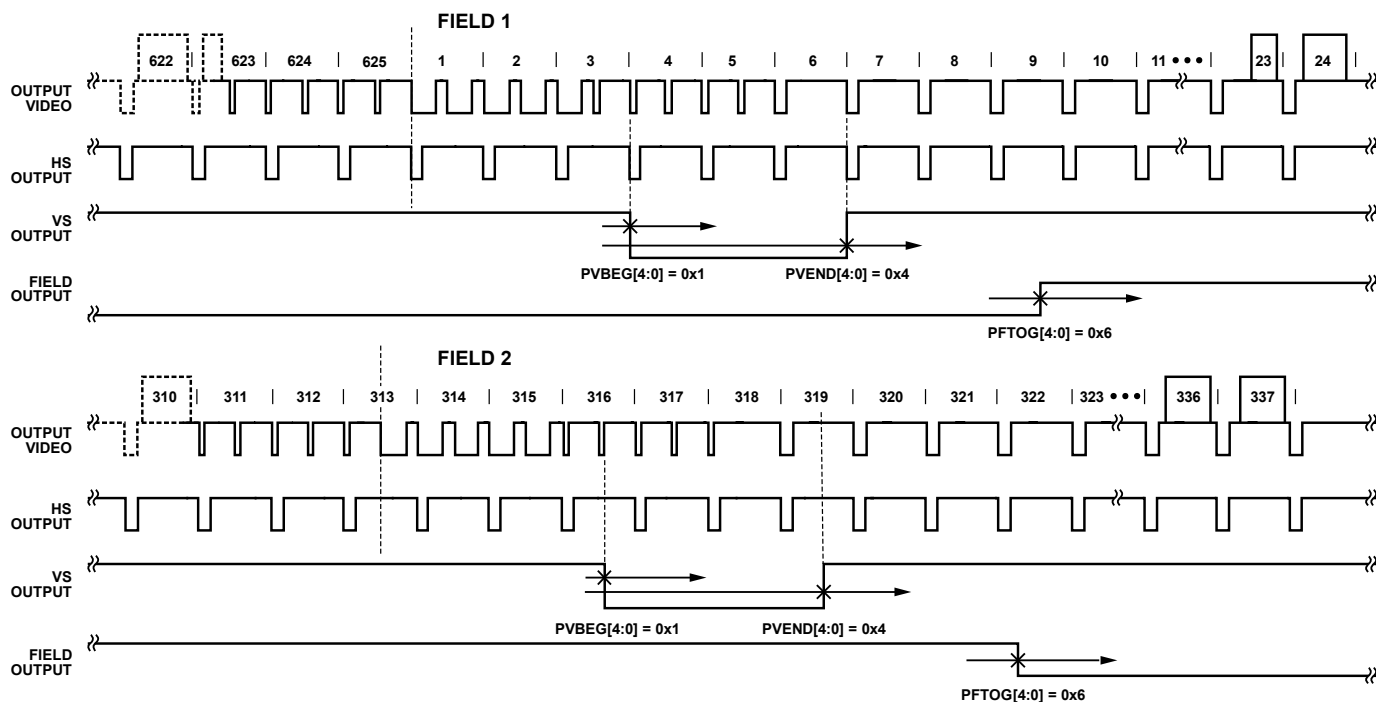 FIELD 1
622 623 624 625 1 2 3 4 5 6 7 8 9 10 11 ••• 23 24
OUTPUT
VIDEO
HS
OUTPUT
VS
OUTPUT
PVBEG[4:0] = 0x1 PVEND[4:0] = 0x4
FIELD
OUTPUT
PFTOG[4:0] = 0x6
FIELD 2
310 311 312 313 314 315 316 317 318 319 320 321 322 323 ••• 336 337
OUTPUT
VIDEO
HS
OUTPUT
VS
OUTPUT
PVBEG[4:0] = 0x1 PVEND[4:0] = 0x4
FIELD
OUTPUT
PFTOG[4:0] = 0x6